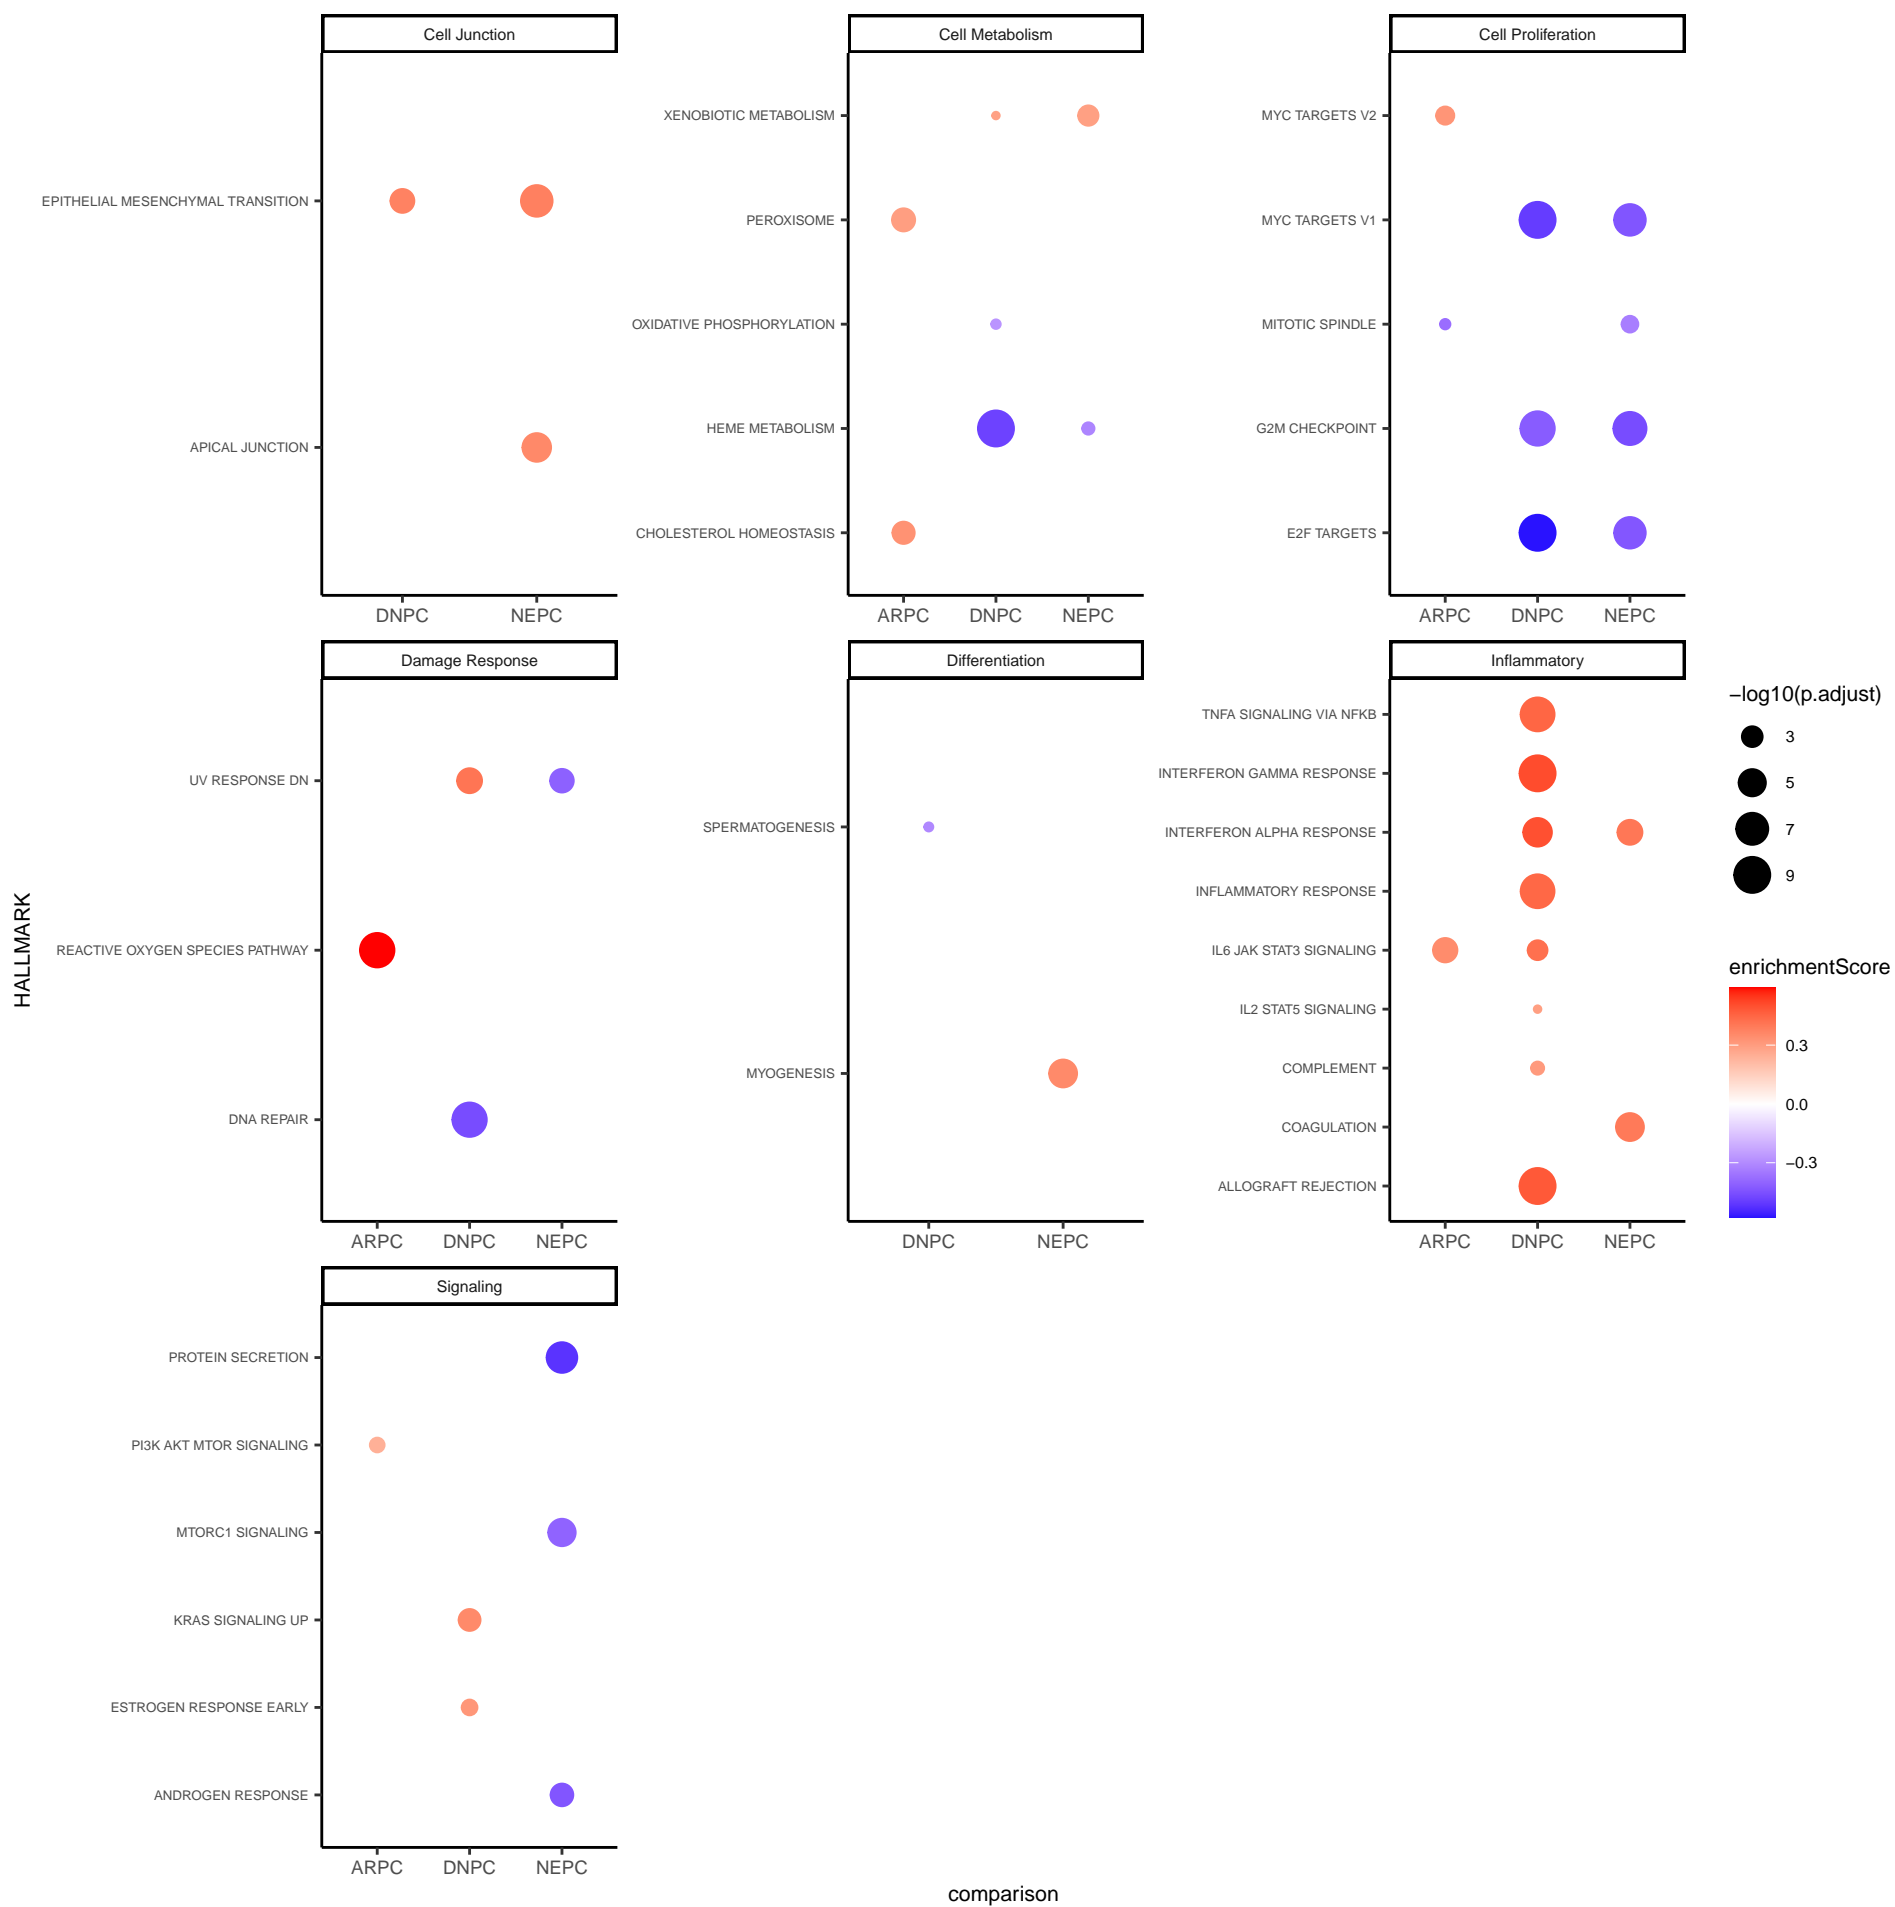 Cell Junction
EPITHELIAL MESENCHYMAL TRANSITION
APICAL JUNCTION
DNPC NEPC
Cell Metabolism
XENOBIOTIC METABOLISM
PEROXISOME
OXIDATIVE PHOSPHORYLATION
HEME METABOLISM
CHOLESTEROL HOMEOSTASIS
ARPC DNPC NEPC
Cell Proliferation
MYC TARGETS V2
MYC TARGETS V1
MITOTIC SPINDLE
G2M CHECKPOINT
E2F TARGETS
ARPC DNPC NEPC
HALLMARK
Damage Response
UV RESPONSE DN
REACTIVE OXYGEN SPECIES PATHWAY
DNA REPAIR
ARPC DNPC NEPC
Differentiation
SPERMATOGENESIS
MYOGENESIS
DNPC NEPC
Inflammatory
TNFA SIGNALING VIA NFKB
INTERFERON GAMMA RESPONSE
INTERFERON ALPHA RESPONSE
INFLAMMATORY RESPONSE
IL6 JAK STAT3 SIGNALING
IL2 STAT5 SIGNALING
COMPLEMENT
COAGULATION
ALLOGRAFT REJECTION
ARPC DNPC NEPC
−log10(p.adjust)
3
5
7
9
enrichmentScore
0.3
0.0
−0.3
Signaling
PROTEIN SECRETION
PI3K AKT MTOR SIGNALING
MTORC1 SIGNALING
KRAS SIGNALING UP
ESTROGEN RESPONSE EARLY
ANDROGEN RESPONSE
ARPC DNPC NEPC
comparison